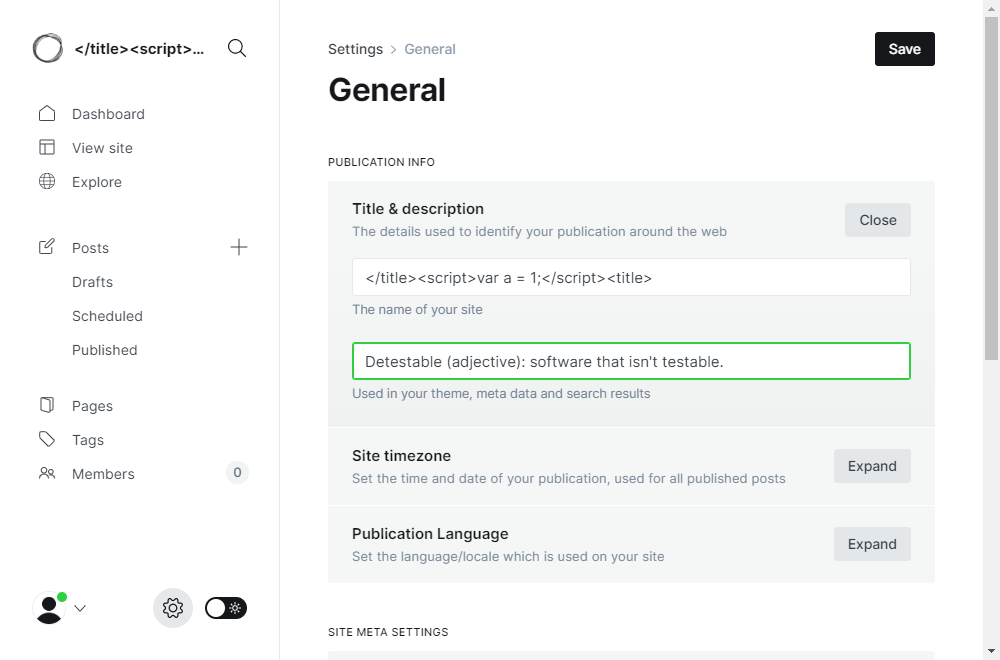 </title><script>...
Dashboard
View site
Explore
Posts
Drafts
Scheduled
Published
Pages
Tags
Members
0
Settings
General
Save
General
PUBLICATION INFO
Title & description
Close
The details used to identify your publication around the web
</title><script>var a = 1;</script><title>
The name of your site
Detestable (adjective): software that isn't testable.
Used in your theme, meta data and search results
Site timezone
Expand
Set the time and date of your publication, used for all published posts
Publication Language
Expand
Set the language/locale which is used on your site
SITE META SETTINGS